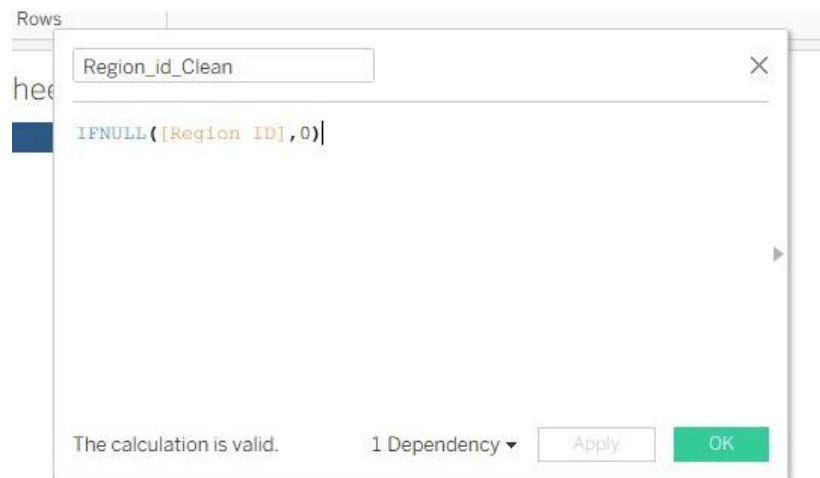 Rows
Region_id_Clean
hee
IFNULL([Region ID],0)
The calculation is valid.
1 Dependency
Apply
OK